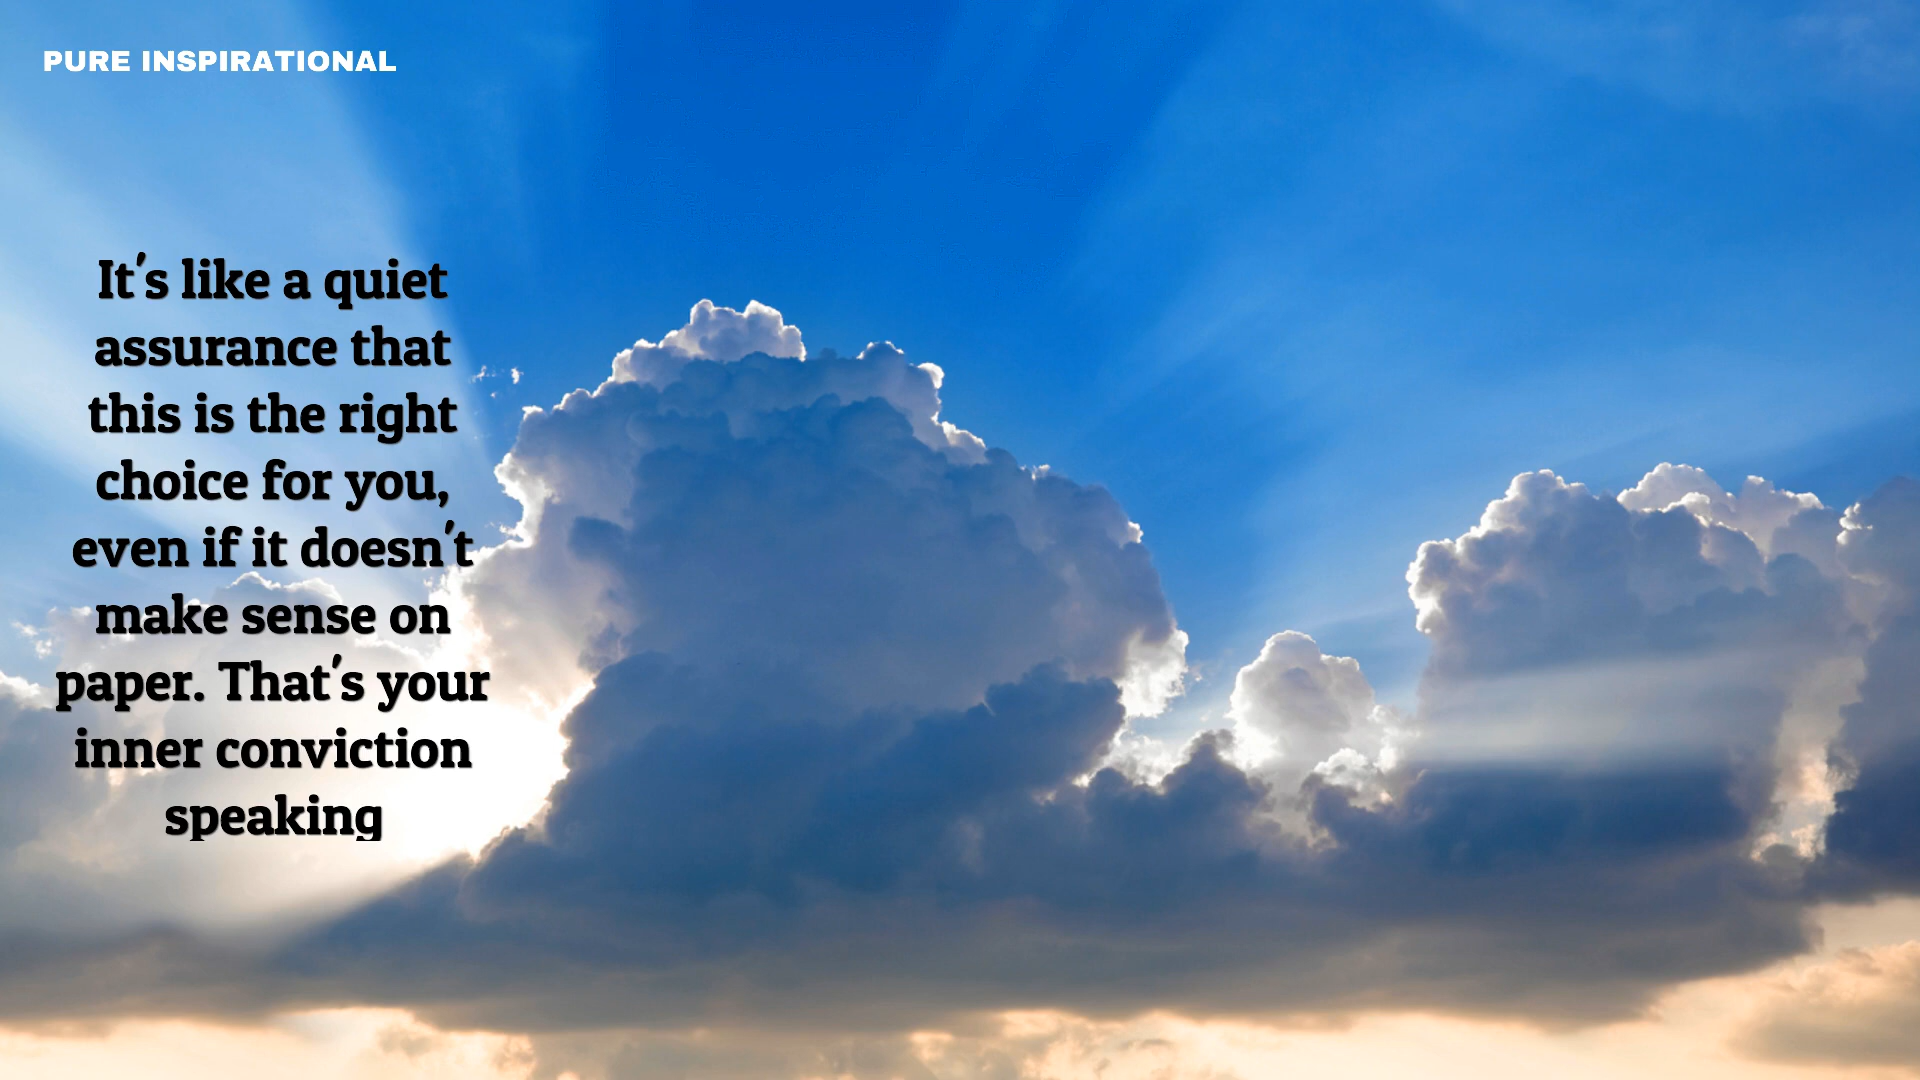 PURE INSPIRATIONAL
It's like a quiet
assurance that
this is the right
choice for you,
even if it doesn't
make sense on
paper. That's your
inner conviction
speaking